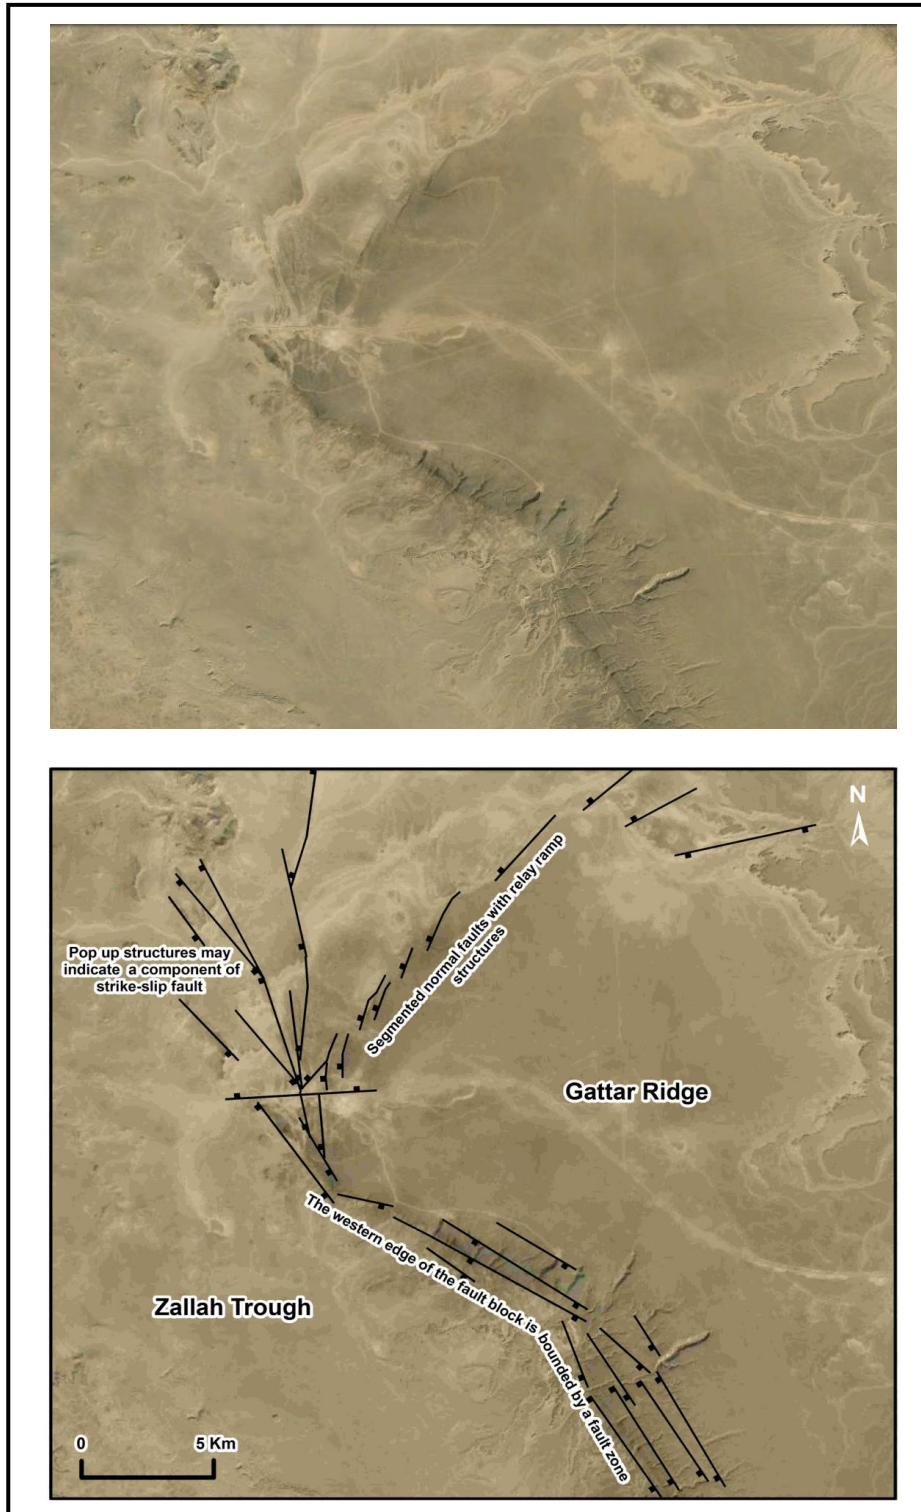 N
Segmented normal faults with relay ramp
structures
Pop up structures may
indicate a component of
strike-slip fault
Gattar Ridge
The western edge of the fault block is bounded by a fault zone
Zallah Trough
0 5 Km